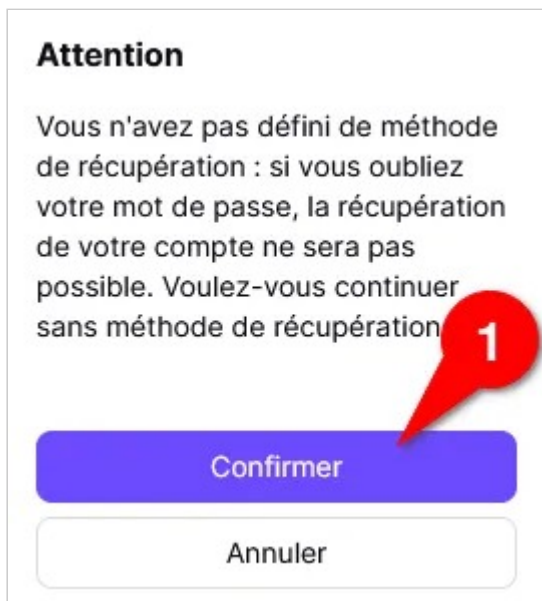 Attention
Vous n'avez pas défini de méthode
de récupération : si vous oubliez
votre mot de passe, la récupération
de votre compte ne sera pas
possible. Voulez-vous continuer
sans méthode de récupération
1
Confirmer
Annuler